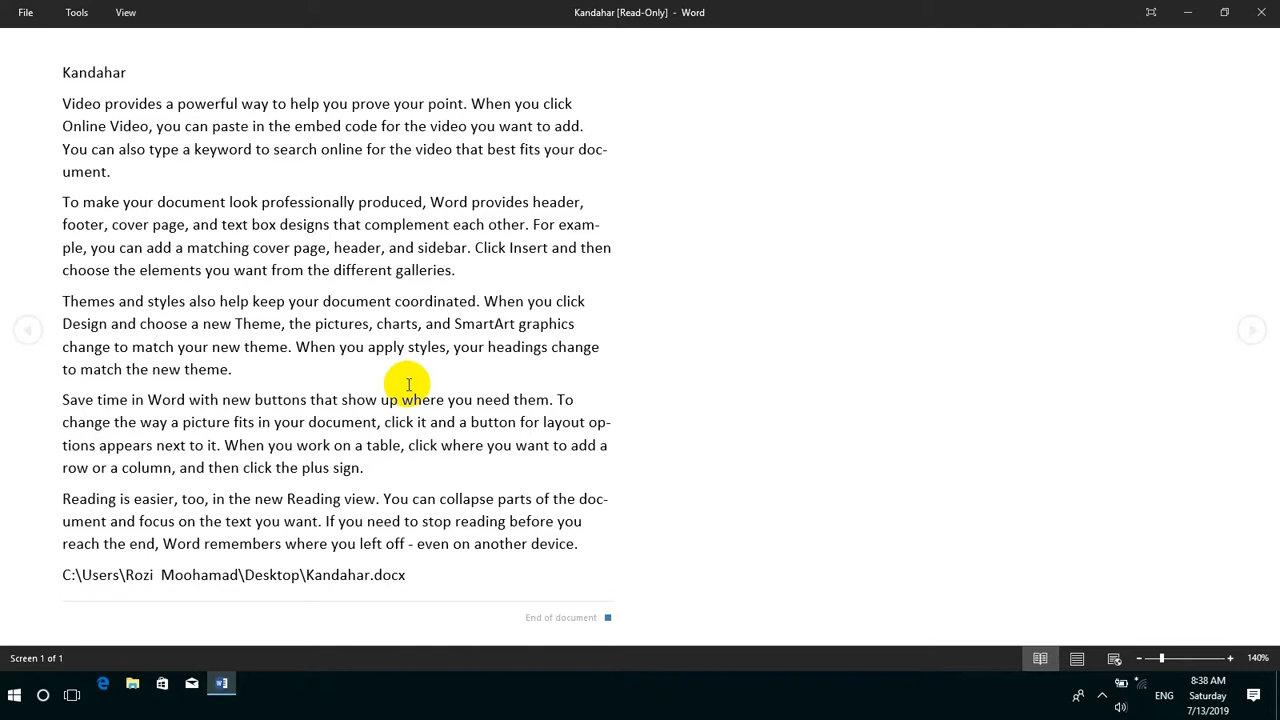 File Tools View Kandahar [Read-Only] - Word
Kandahar
Video provides a powerful way to help you prove your point. When you click
Online Video, you can paste in the embed code for the video you want to add.
You can also type a keyword to search online for the video that best fits your doc-
ument.
To make your document look professionally produced, Word provides header,
footer, cover page, and text box designs that complement each other. For exam-
ple, you can add a matching cover page, header, and sidebar. Click Insert and then
choose the elements you want from the different galleries.
Themes and styles also help keep your document coordinated. When you click
Design and choose a new Theme, the pictures, charts, and SmartArt graphics
change to match your new theme. When you apply styles, your headings change
to match the new theme.
Save time in Word with new buttons that show up where you need them. To
change the way a picture fits in your document, click it and a button for layout op-
tions appears next to it. When you work on a table, click where you want to add a
row or a column, and then click the plus sign.
Reading is easier, too, in the new Reading view. You can collapse parts of the doc-
ument and focus on the text you want. If you need to stop reading before you
reach the end, Word remembers where you left off - even on another device.
C:\Users\Rozi  Moohamad\Desktop\Kandahar.docx
End of document
Screen 1 of 1 140%
8:38 AM
ENG Saturday
7/13/2019